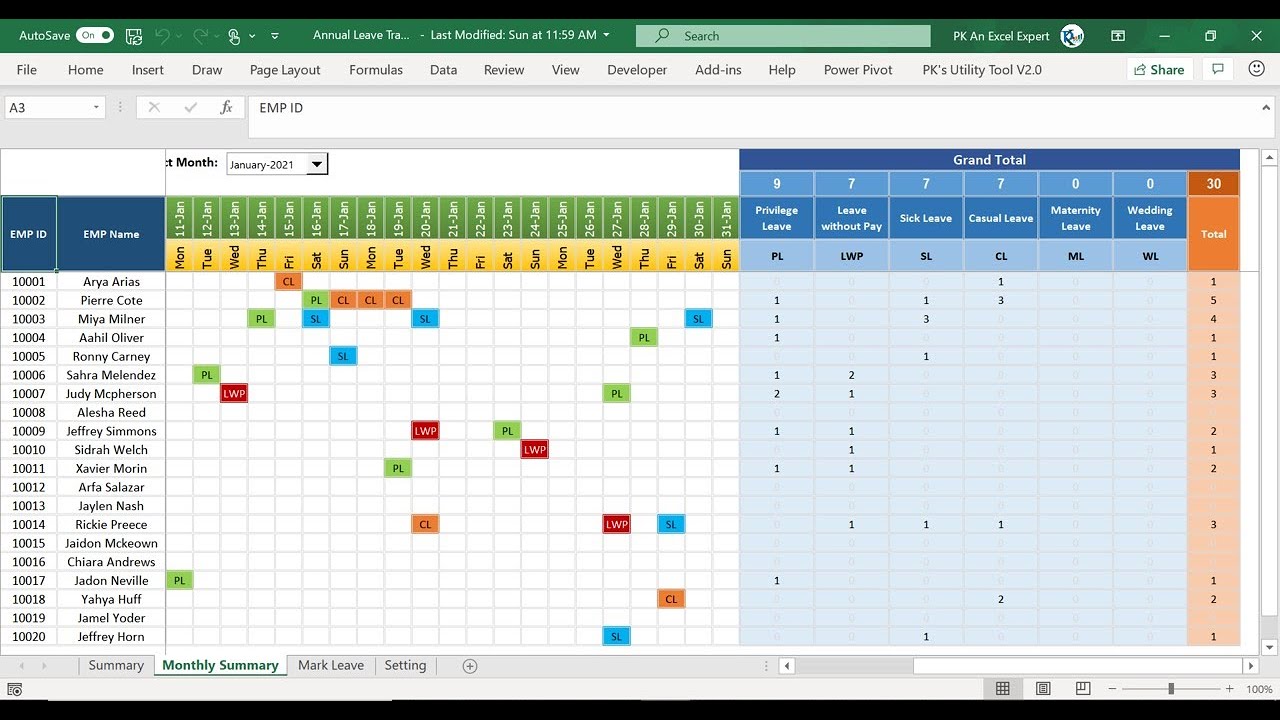 AutoSave On Annual Leave Tra... - Last Modified: Sun at 11:59 AM Search PK An Excel Expert
File Home Insert Draw Page Layout Formulas Data Review View Developer Add-ins Help Power Pivot PK's Utility Tool V2.0 Share
A3 fx EMP ID
ct Month: January-2021 Grand Total
9 7 7 7 0 0 30
EMP ID EMP Name 11-Jan 12-Jan 13-Jan 14-Jan 15-Jan 16-Jan 17-Jan 18-Jan 19-Jan 20-Jan 21-Jan 22-Jan 23-Jan 24-Jan 25-Jan 26-Jan 27-Jan 28-Jan 29-Jan 30-Jan 31-Jan Privilege Leave Leave without Pay Sick Leave Casual Leave Maternity Leave Wedding Leave Total
Mon Tue Wed Thu Fri Sat Sun Mon Tue Wed Thu Fri Sat Sun Mon Tue Wed Thu Fri Sat Sun PL LWP SL CL ML WL
10001 Arya Arias CL 0 0 0 1 0 0 1
10002 Pierre Cote PL CL CL CL 1 0 1 3 0 0 5
10003 Miya Milner PL SL SL SL 1 0 3 0 0 0 4
10004 Aahil Oliver PL 1 0 0 0 0 0 1
10005 Ronny Carney SL 0 0 1 0 0 0 1
10006 Sahra Melendez PL 1 2 0 0 0 0 3
10007 Judy Mcpherson LWP PL 2 1 0 0 0 0 3
10008 Alesha Reed 0 0 0 0 0 0 0
10009 Jeffrey Simmons LWP PL 1 1 0 0 0 0 2
10010 Sidrah Welch LWP 0 1 0 0 0 0 1
10011 Xavier Morin PL 1 1 0 0 0 0 2
10012 Arfa Salazar 0 0 0 0 0 0 0
10013 Jaylen Nash 0 0 0 0 0 0 0
10014 Rickie Preece CL LWP SL 0 1 1 1 0 0 3
10015 Jaidon Mckeown 0 0 0 0 0 0 0
10016 Chiara Andrews 0 0 0 0 0 0 0
10017 Jadon Neville PL 1 0 0 0 0 0 1
10018 Yahya Huff CL 0 0 0 2 0 0 2
10019 Jamel Yoder 0 0 0 0 0 0 0
10020 Jeffrey Horn SL 0 0 1 0 0 0 1
Summary Monthly Summary Mark Leave Setting
100%